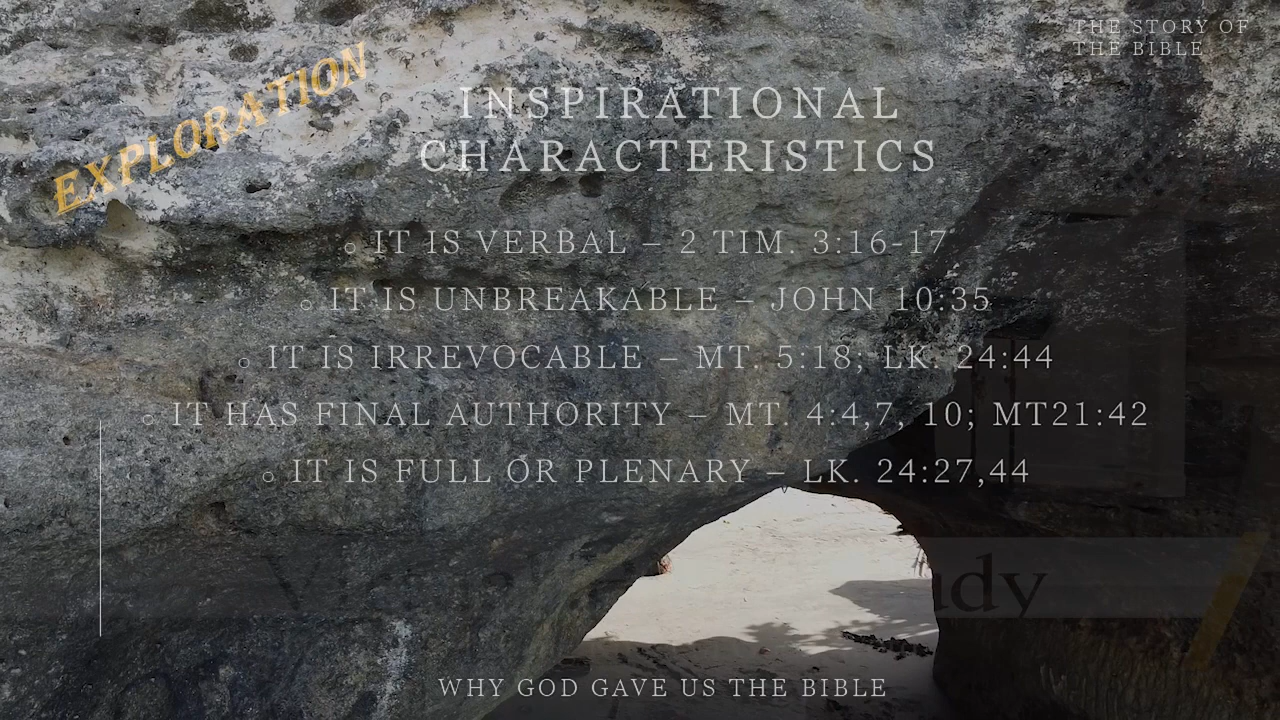 THE STORY OF
THE BIBLE
EXPLORATION
INSPIRATIONAL
CHARACTERISTICS
○ IT IS VERBAL – 2 TIM. 3:16-17
○ IT IS UNBREAKABLE – JOHN 10:35
○ IT IS IRREVOCABLE – MT. 5:18; LK. 24:44
○ IT HAS FINAL AUTHORITY – MT. 4:4,7, 10; MT21:42
○ IT IS FULL OR PLENARY – LK. 24:27,44
WHY GOD GAVE US THE BIBLE